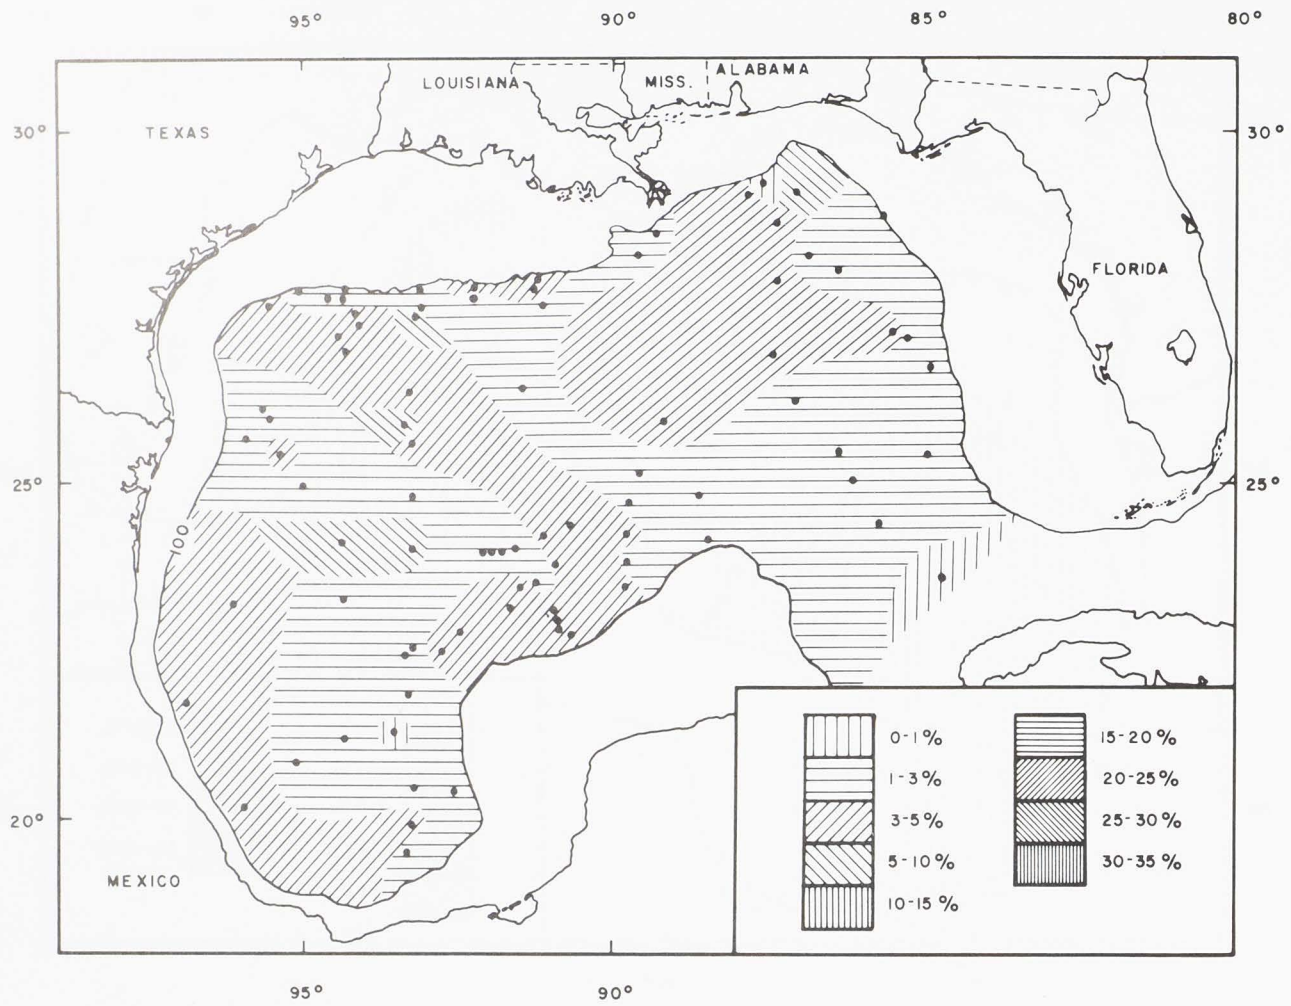 95° 90° 85° 80°
LOUISIANA MISS. ALABAMA
30° TEXAS 30°
FLORIDA
25° 25°
100
0-1%
1-3%
3-5%
5-10%
10-15%
15-20%
20-25%
25-30%
30-35%
20°
MEXICO
95° 90°